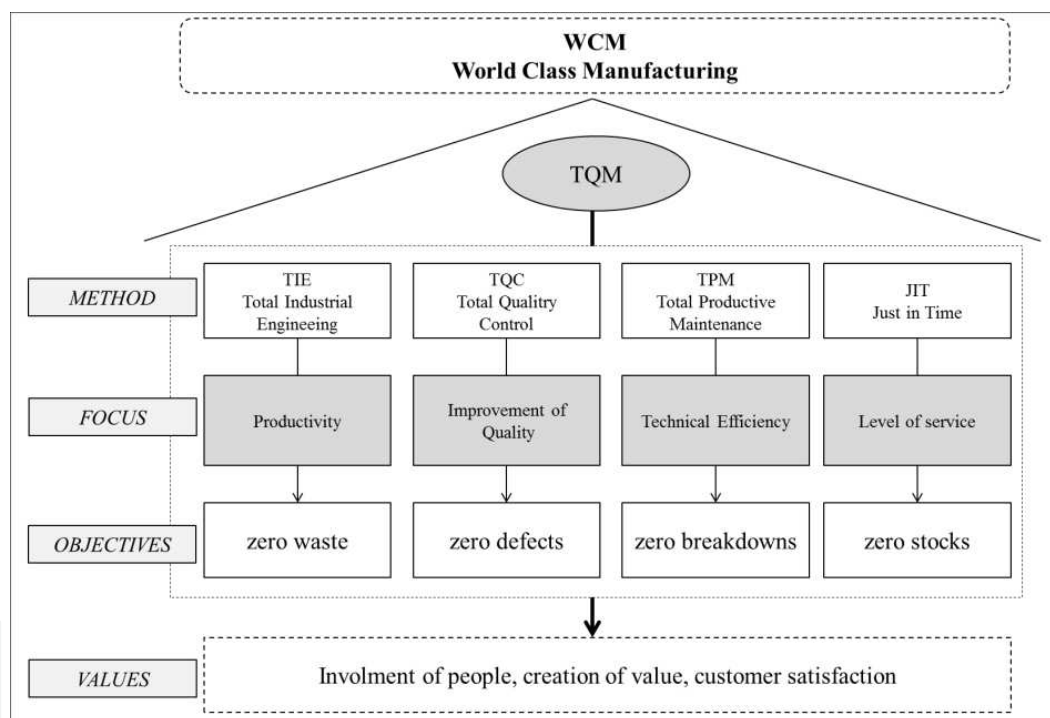 WCM
World Class Manufacturing
TQM
METHOD
TIE
Total Industrial
Engineeing
TQC
Total Qualitry
Control
TPM
Total Productive
Maintenance
JIT
Just in Time
FOCUS
Productivity
Improvement of
Quality
Technical Efficiency
Level of service
OBJECTIVES
zero waste
zero defects
zero breakdowns
zero stocks
VALUES
Involment of people, creation of value, customer satisfaction